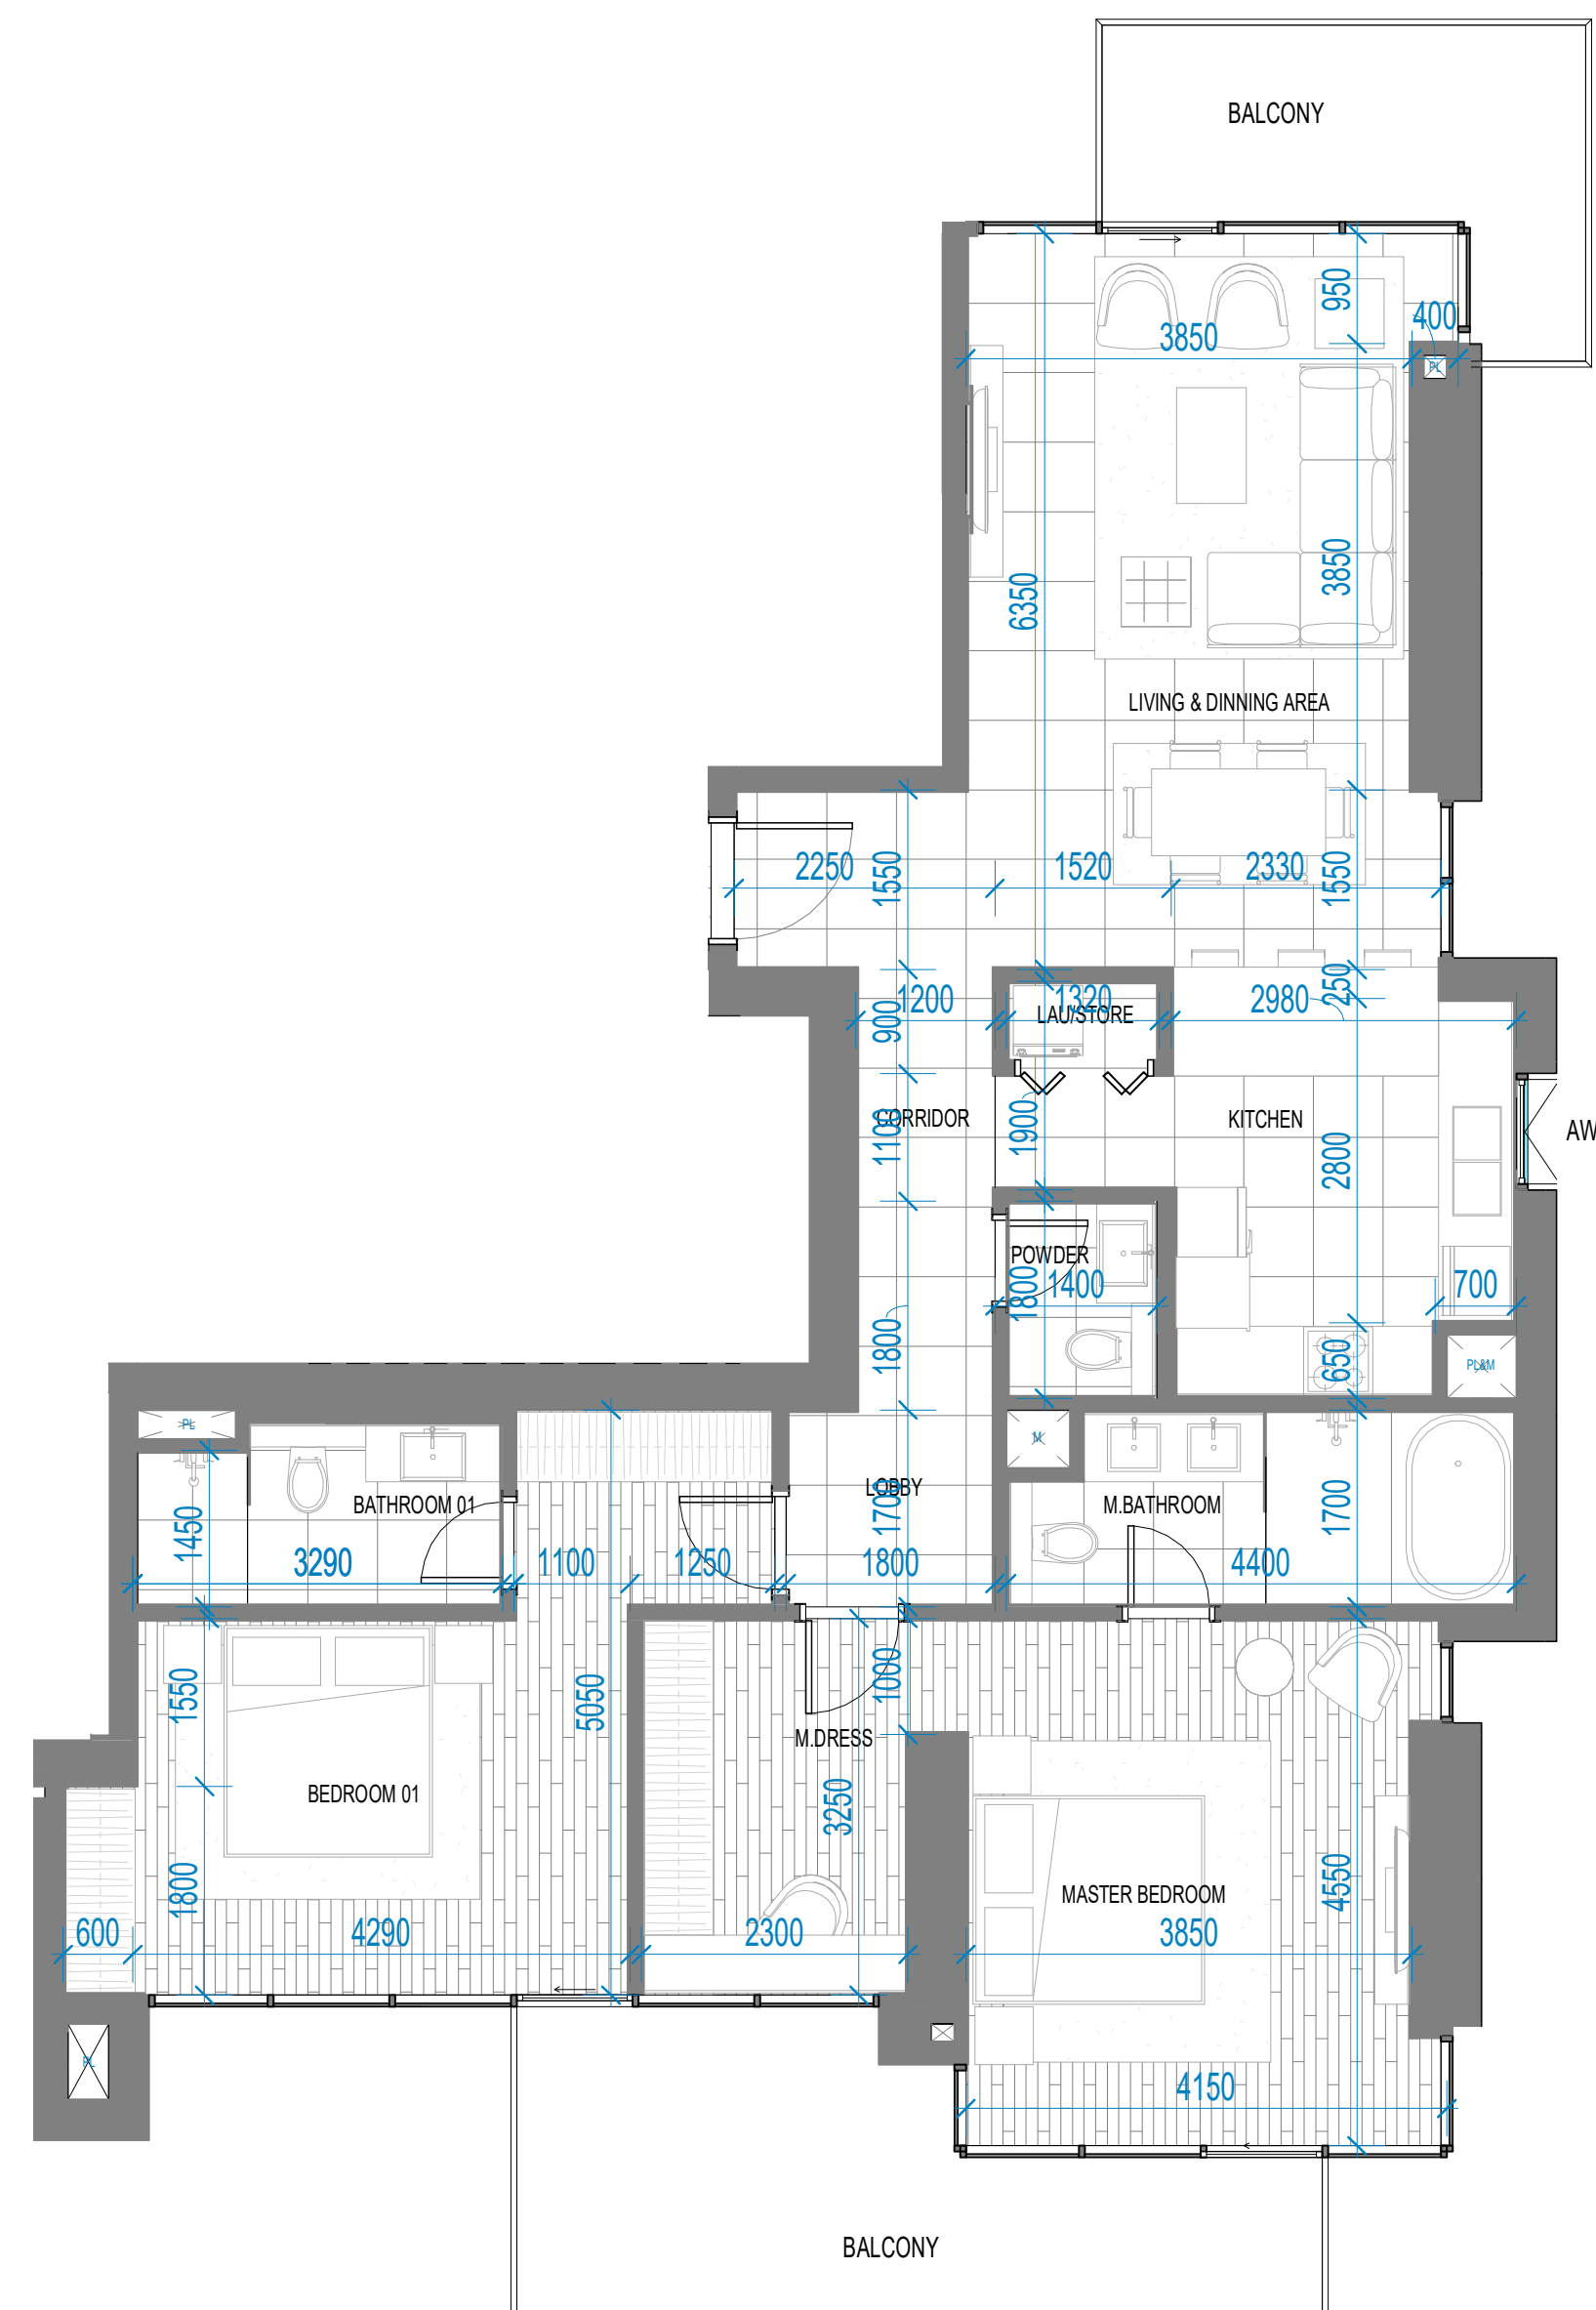 BALCONY
950
400
3850
PL
3850
6350
LIVING & DINNING AREA
2250
1550
1520
2330
1550
1200
900
1320
LAU/STORE
2980
250
CORRIDOR
1100
1900
KITCHEN
2800
AW
POWDER
1800
1400
700
1800
650
PL&M
PL
M
LOBBY
1700
BATHROOM 01
M.BATHROOM
1700
1450
3290
1100
1250
1800
4400
1550
5050
1000
M.DRESS
BEDROOM 01
3250
1800
MASTER BEDROOM
4550
600
4290
2300
3850
PL
4150
BALCONY